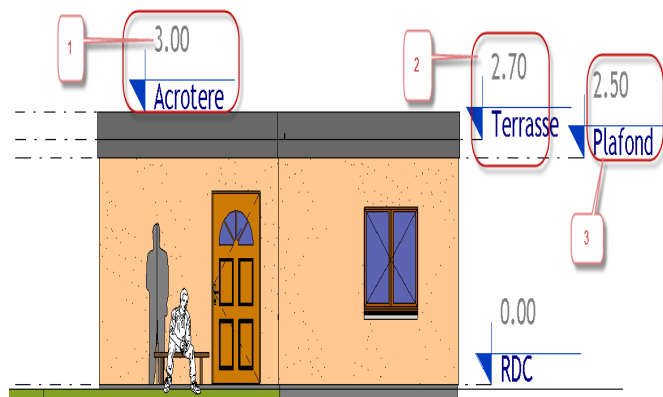 1
3.00
Acrotere
2
2.70
Terrasse
2.50
Plafond
3
0.00
RDC